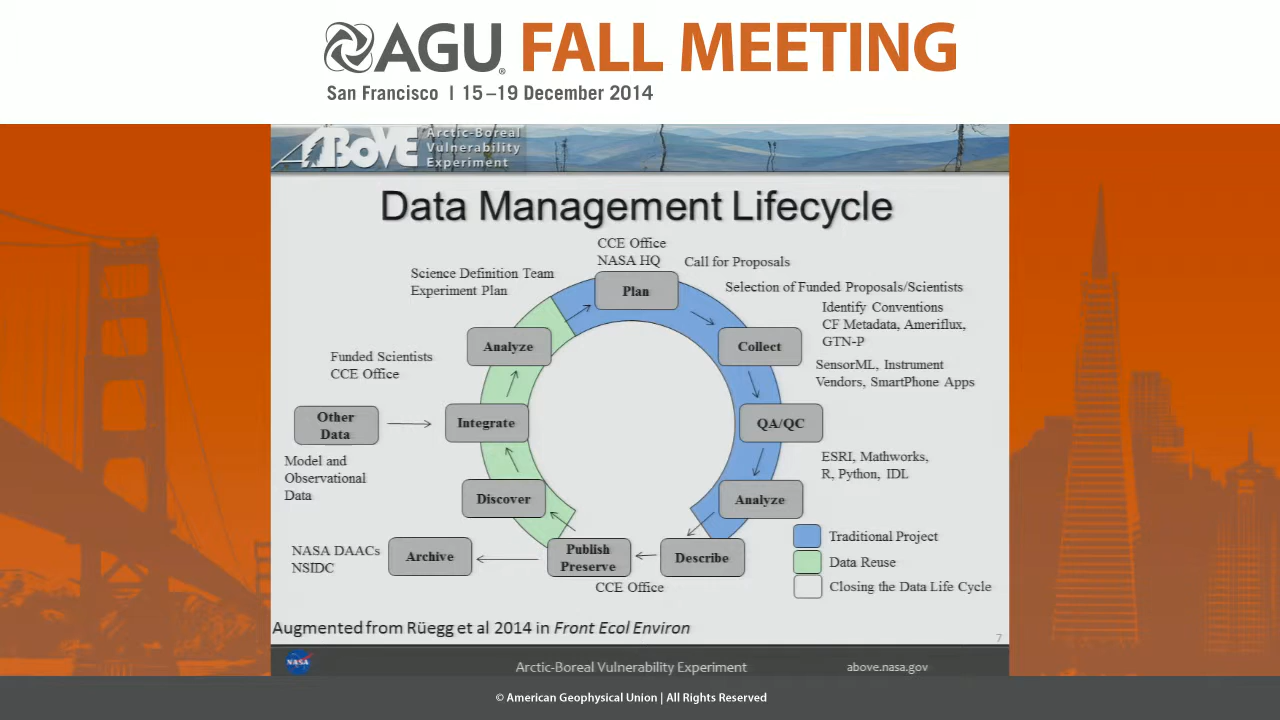 AGU FALL MEETING
San Francisco | 15–19 December 2014
ABoVE
Arctic-Boreal
Vulnerability
Experiment
Data Management Lifecycle
CCE Office
NASA HQ
Call for Proposals
Science Definition Team
Experiment Plan
Plan
Selection of Funded Proposals/Scientists
Identify Conventions
CF Metadata, Ameriflux,
GTN-P
Analyze
Collect
Funded Scientists
CCE Office
SensorML, Instrument
Vendors, SmartPhone Apps
Other
Data
Integrate
QA/QC
Model and
Observational
Data
ESRI, Mathworks,
R, Python, IDL
Discover
Analyze
Traditional Project
NASA DAACs
NSIDC
Archive
Publish
Preserve
Describe
Data Reuse
CCE Office
Closing the Data Life Cycle
Augmented from Rüegg et al 2014 in Front Ecol Environ
7
NASA
Arctic-Boreal Vulnerability Experiment
above.nasa.gov
© American Geophysical Union | All Rights Reserved